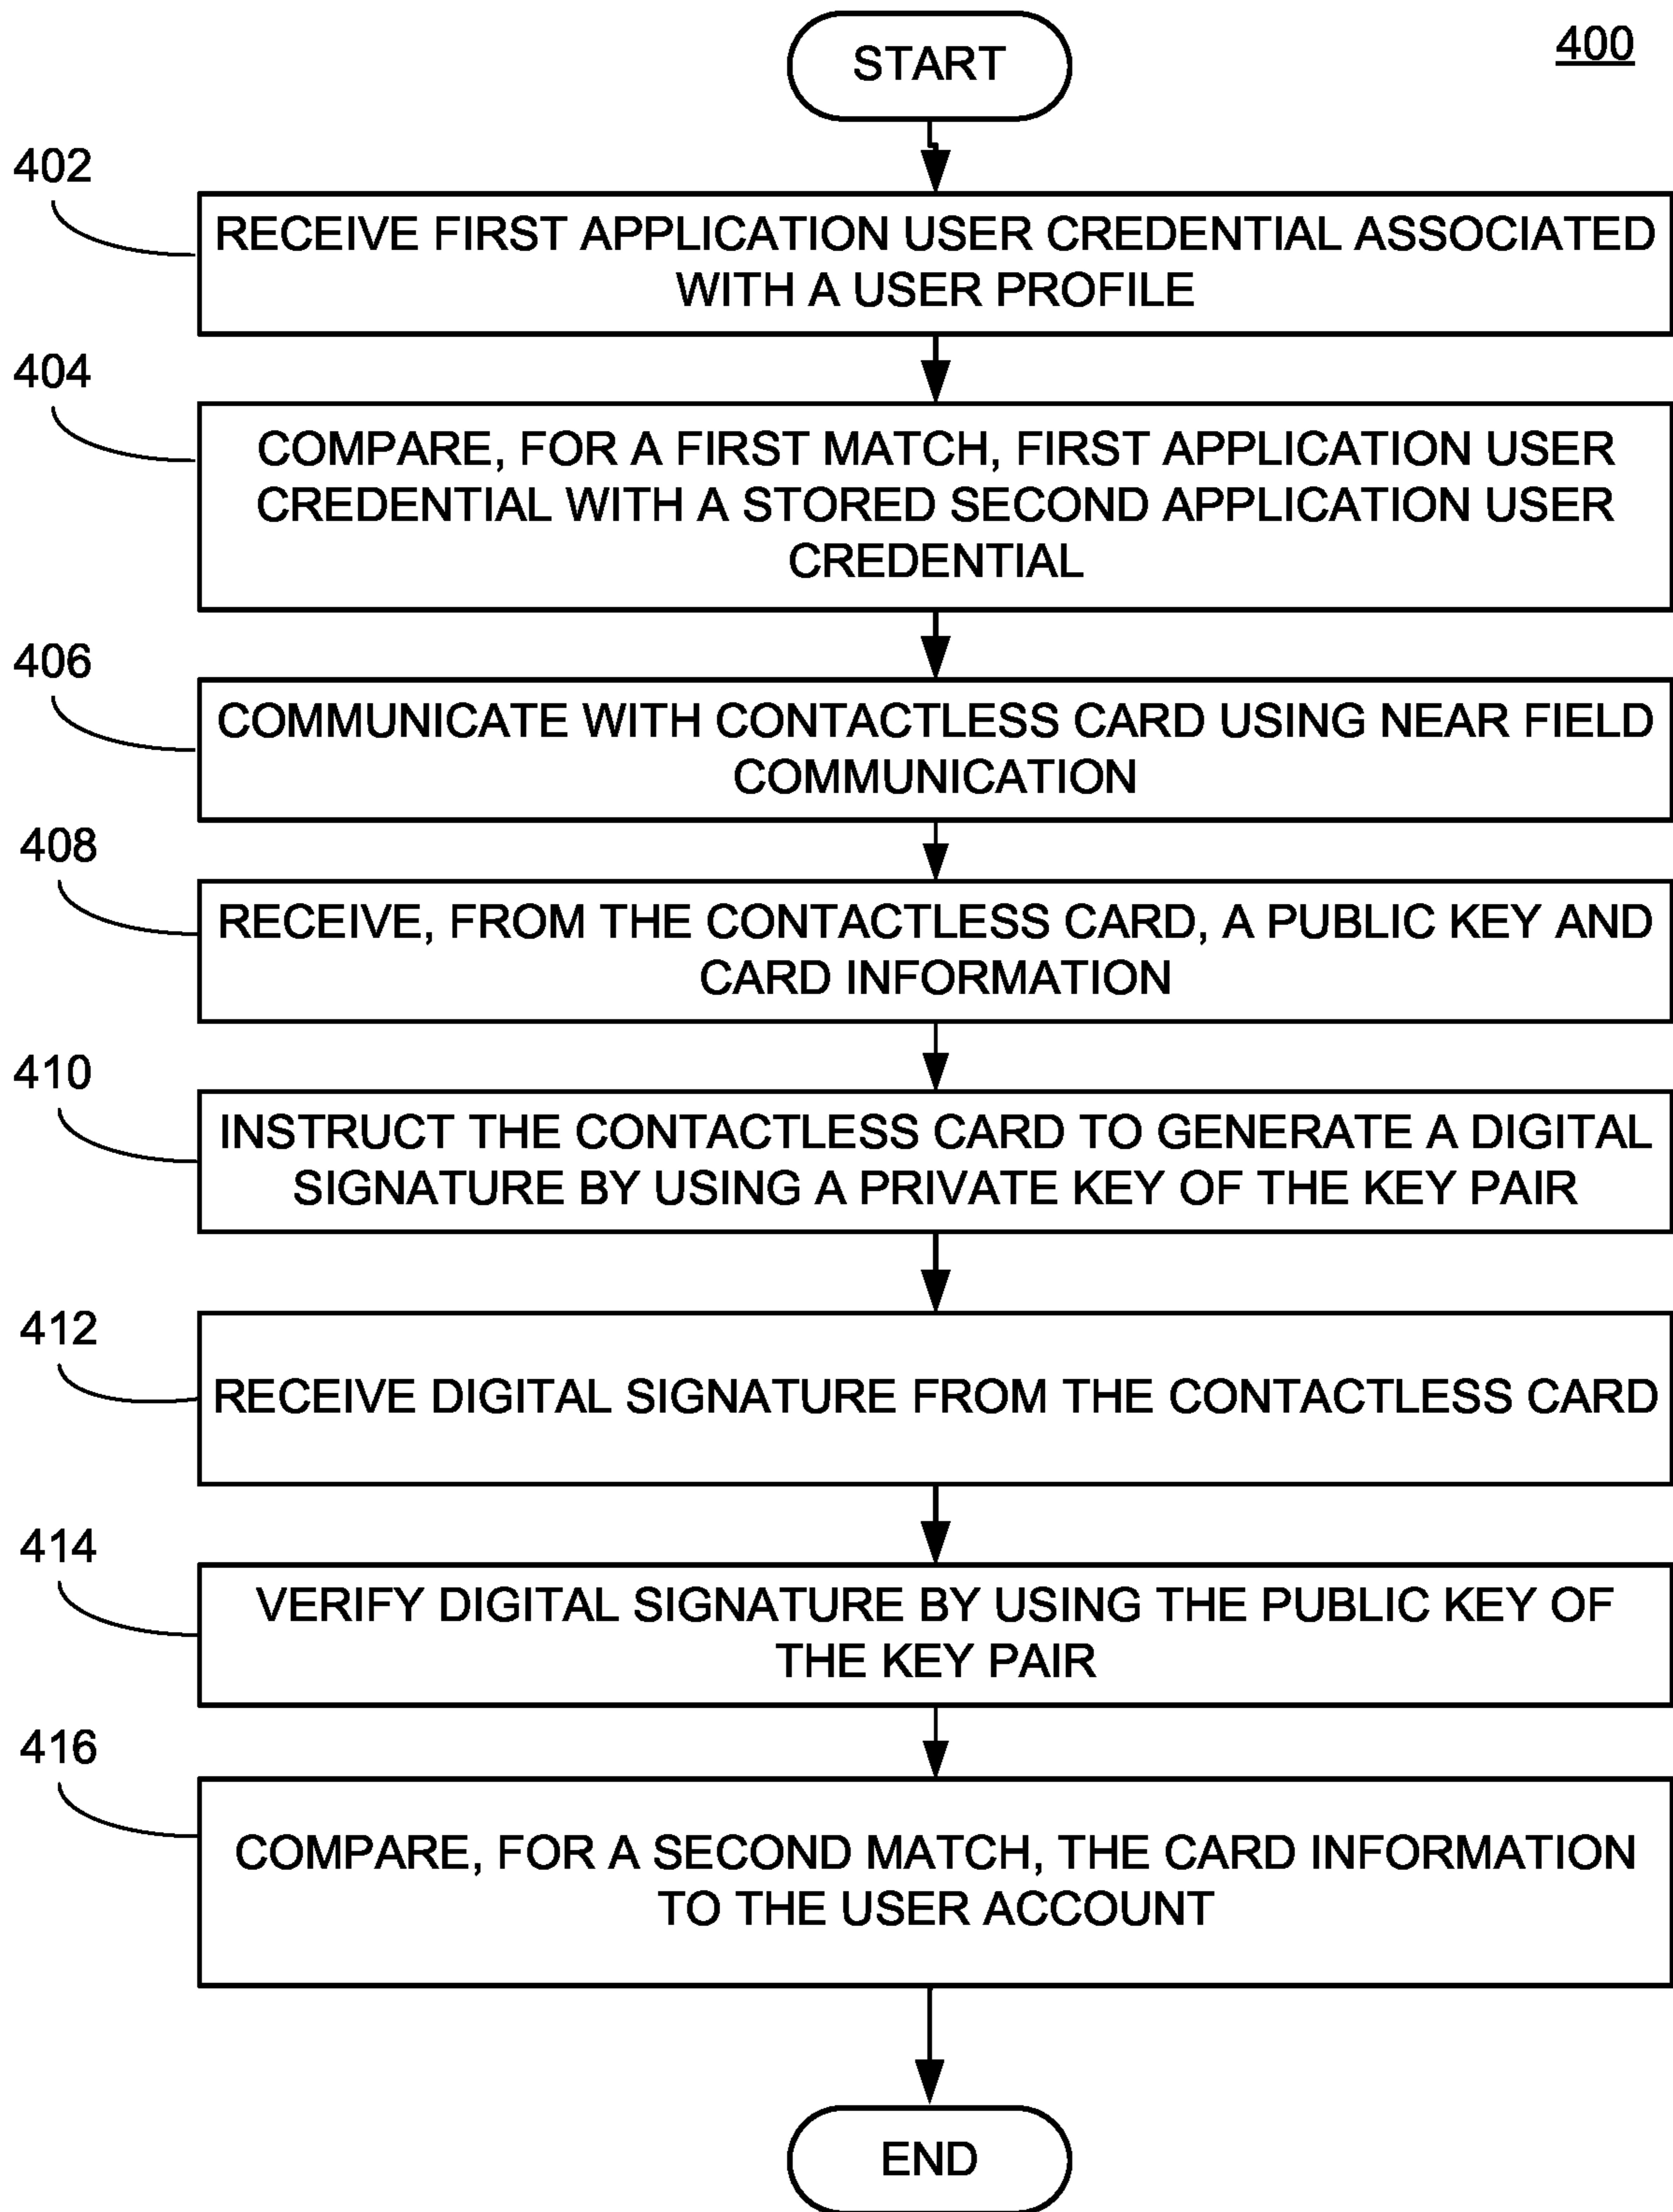 START
400
402
RECEIVE FIRST APPLICATION USER CREDENTIAL ASSOCIATED
WITH A USER PROFILE
404
COMPARE, FOR A FIRST MATCH, FIRST APPLICATION USER
CREDENTIAL WITH A STORED SECOND APPLICATION USER
CREDENTIAL
406
COMMUNICATE WITH CONTACTLESS CARD USING NEAR FIELD
COMMUNICATION
408
RECEIVE, FROM THE CONTACTLESS CARD, A PUBLIC KEY AND
CARD INFORMATION
410
INSTRUCT THE CONTACTLESS CARD TO GENERATE A DIGITAL
SIGNATURE BY USING A PRIVATE KEY OF THE KEY PAIR
412
RECEIVE DIGITAL SIGNATURE FROM THE CONTACTLESS CARD
414
VERIFY DIGITAL SIGNATURE BY USING THE PUBLIC KEY OF
THE KEY PAIR
416
COMPARE, FOR A SECOND MATCH, THE CARD INFORMATION
TO THE USER ACCOUNT
END